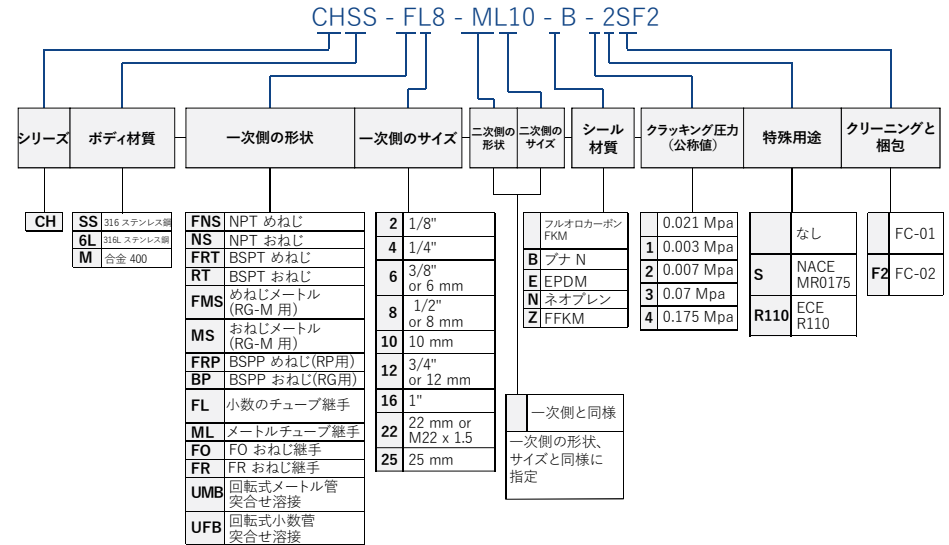 CHSS - FL8 - ML10 - B - 2SF2
シリーズ
ボディ材質
一次側の形状
一次側のサイズ
二次側の
形状
二次側の
サイズ
シール
材質
クラッキング圧力
(公称値)
特殊用途
クリーニングと
梱包
CH
SS 316 ステンレス鋼
6L 316L ステンレス鋼
M 合金 400
FNS NPT めねじ
NS NPT おねじ
FRT BSPT めねじ
RT BSPT おねじ
FMS めねじメートル
(RG-M 用)
MS おねじメートル
(RG-M 用)
FRP BSPP めねじ(RP用)
BP BSPP おねじ(RG用)
FL 小数のチューブ継手
ML メートルチューブ継手
FO FO おねじ継手
FR FR おねじ継手
UMB 回転式メートル管
突合せ溶接
UFB 回転式小数菅
突合せ溶接
2 1/8"
4 1/4"
6 3/8"
or 6 mm
8 1/2"
or 8 mm
10 10 mm
12 3/4"
or 12 mm
16 1"
22 22 mm or
M22 x 1.5
25 25 mm
一次側と同様
一次側の形状、
サイズと同様に
指定
フルオロカーボン
FKM
B ブナ N
E EPDM
N ネオプレン
Z FFKM
0.021 Mpa
1 0.003 Mpa
2 0.007 Mpa
3 0.07 Mpa
4 0.175 Mpa
なし
S NACE
MR0175
R110 ECE
R110
FC-01
F2 FC-02